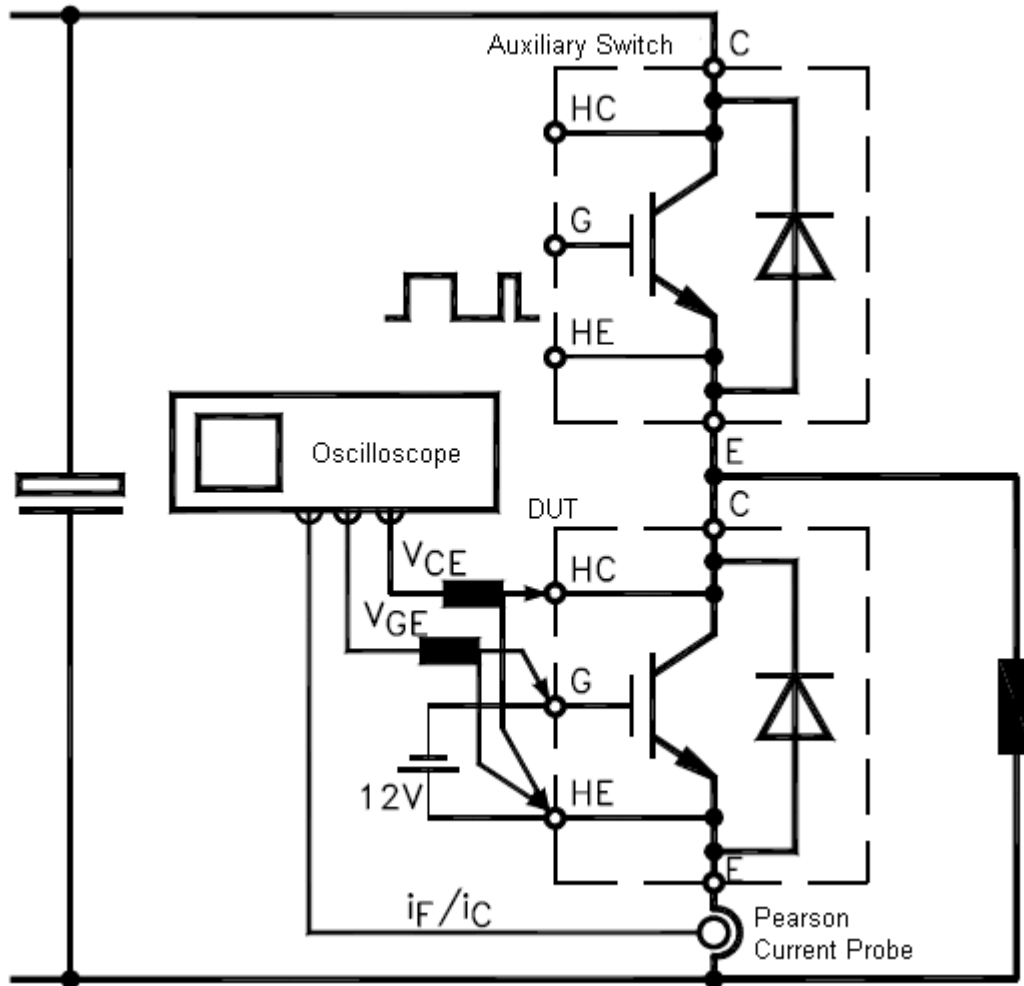 Auxiliary Switch
C
HC
G
HE
E
Oscilloscope
DUT
C
VCE
HC
VGE
G
12V
HE
E
iF/iC
Pearson
Current Probe